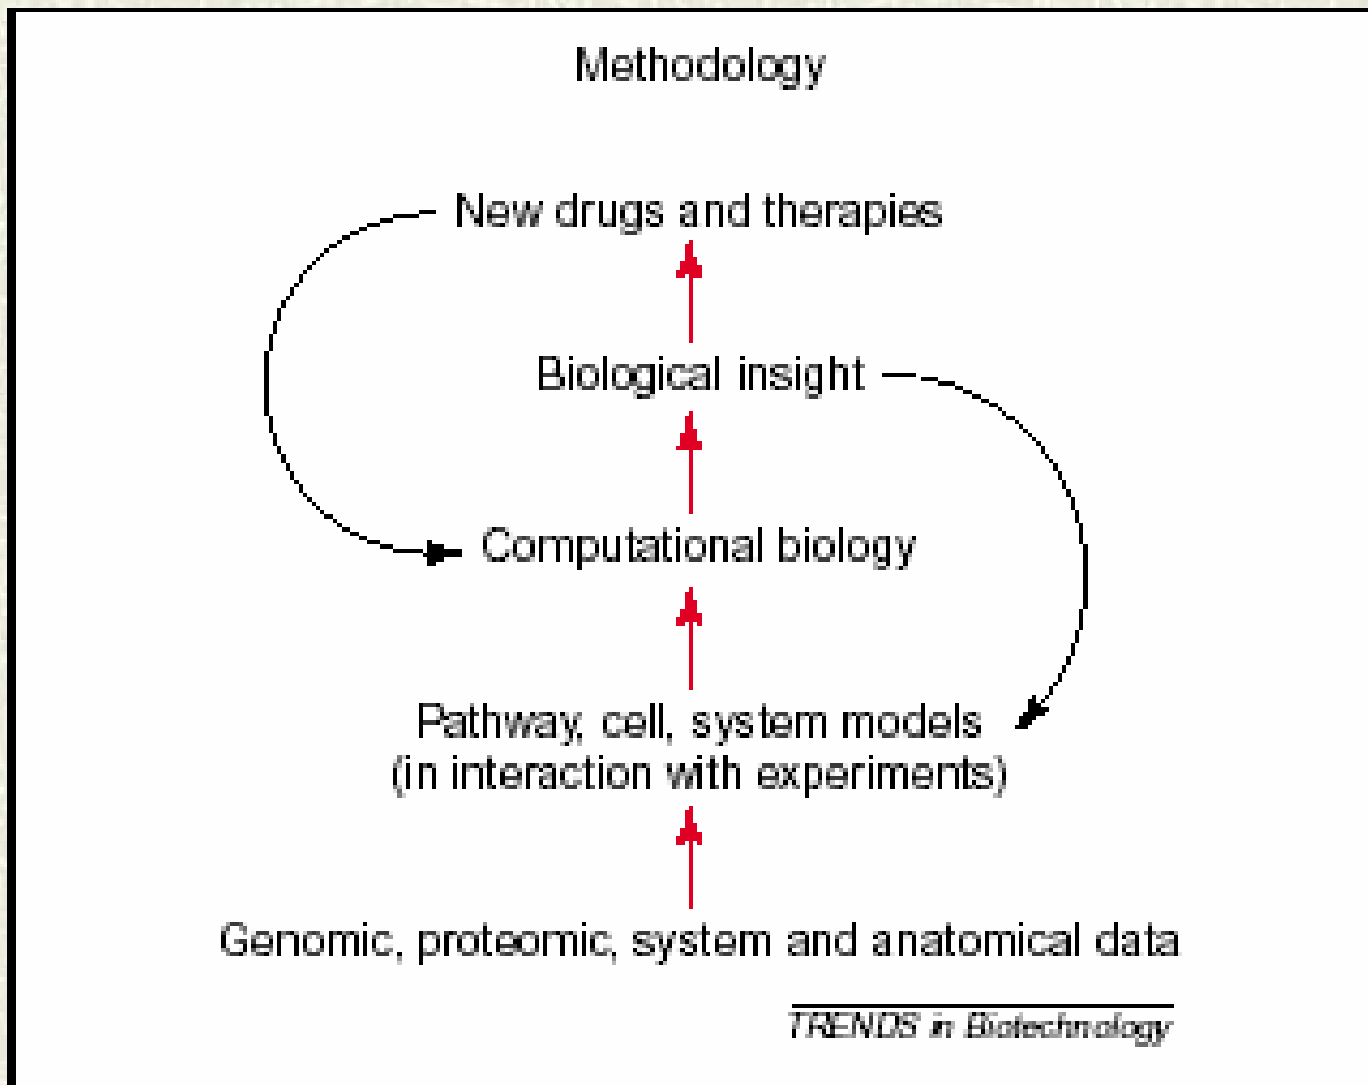 Methodology
New drugs and therapies
Biological insight
Computational biology
Pathway, cell, system models
(in interaction with experiments)
Genomic, proteomic, system and anatomical data
TRENDS in Biotechnology